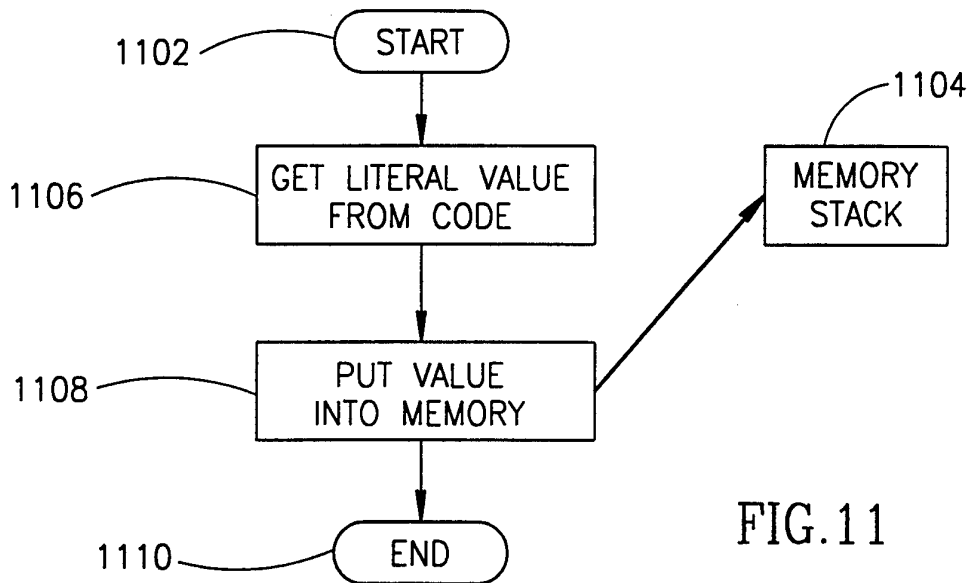 1102
START
1104
1106
GET LITERAL VALUE
FROM CODE
MEMORY
STACK
1108
PUT VALUE
INTO MEMORY
1110
END
FIG.11